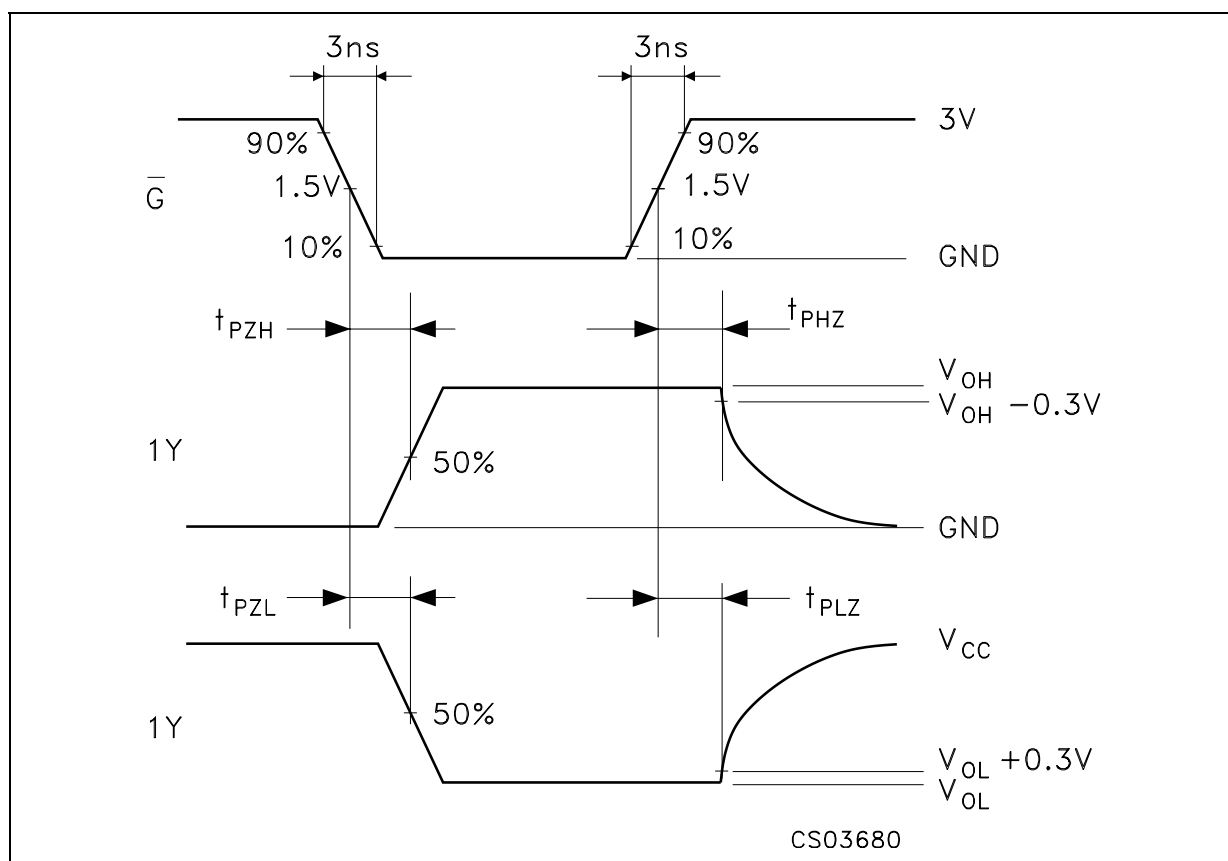 3ns 3ns
3V
90% 90%
G̅ 1.5V 1.5V
10% 10%
GND
tPZH tPHZ
VOH
VOH −0.3V
1Y 50%
GND
tPZL tPLZ
VCC
1Y 50%
VOL +0.3V
VOL
CS03680